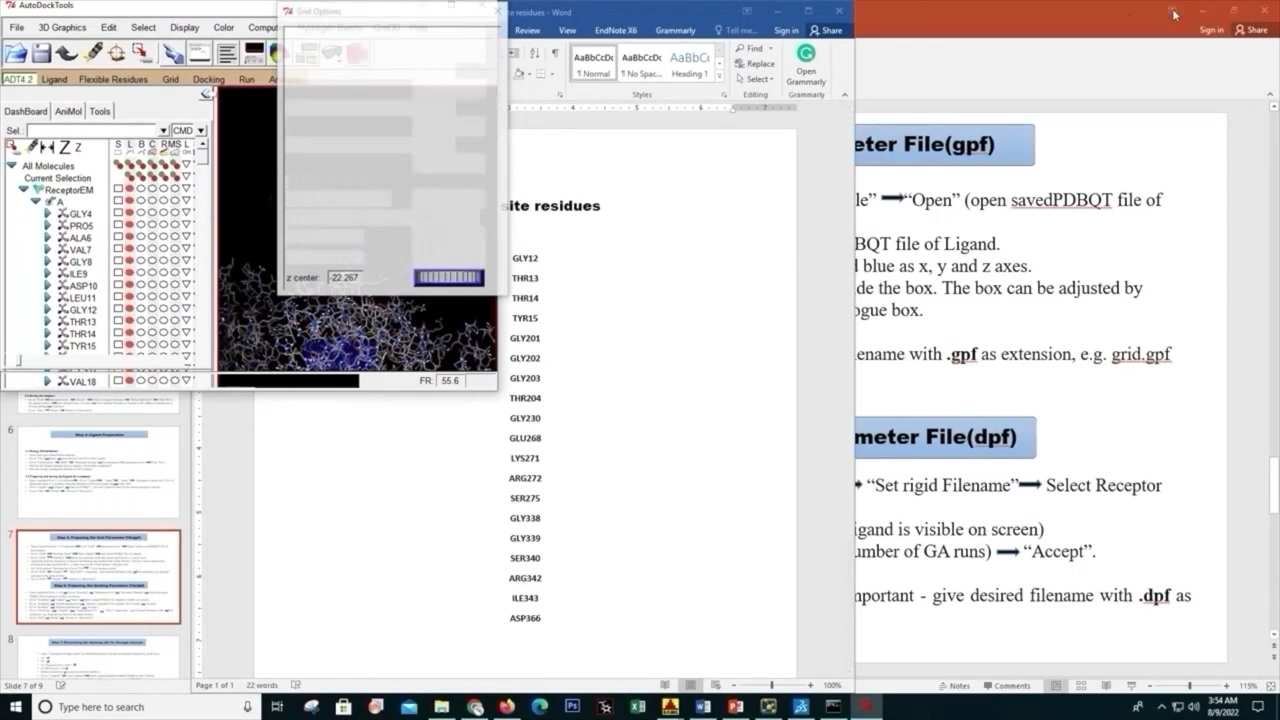 AutoDockTools
File 3D Graphics Edit Select Display Color
ADT4.2 Ligand Flexible Residues Grid Docking Run
DashBoard AniMol Tools
Sel.: CMD
S L B C R MS L
All Molecules
Current Selection
ReceptorEM
A
GLY4
PRO5
ALA6
VAL7
GLY8
ILE9
ASP10
LEU11
GLY12
THR13
THR14
TYR15
VAL18
FR: 55.6
Grid Options
z center: -22.267
site residues - Word
Review View EndNote X6 Grammarly Tell me... Sign in Share
AaBbCcDc AaBbCcDc AaBbCc
¶ Normal ¶ No Spac... Heading 1
Styles
Find
Replace
Select
Editing
Open
Grammarly
Grammarly
site residues
GLY12
THR13
THR14
TYR15
GLY201
GLY202
GLY203
THR204
GLY230
GLU268
LYS271
ARG272
SER275
GLY338
GLY339
SER340
ARG342
ILE343
ASP366
Page 1 of 1 22 words 100%
Sign in Share
eter File(gpf)
le” “Open” (open savedPDBQT file of
BQT file of Ligand.
d blue as x, y and z axes.
de the box. The box can be adjusted by
ogue box.
lename with .gpf as extension, e.g. grid.gpf
meter File(dpf)
“Set rigid Filename” Select Receptor
igand is visible on screen)
umber of GA runs) “Accept”.
mportant - give desired filename with .dpf as
6
7
8
Slide 7 of 9
Notes Comments 115%
Type here to search
3:54 AM
8/9/2022